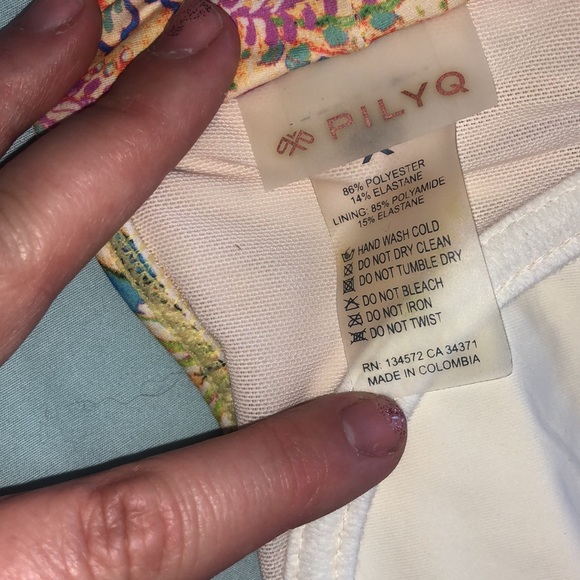 PILYQ
86% POLYESTER
14% ELASTANE
LINING: 85% POLYAMIDE
15% ELASTANE
HAND WASH COLD
DO NOT DRY CLEAN
DO NOT TUMBLE DRY
DO NOT BLEACH
DO NOT IRON
DO NOT TWIST
RN: 134572 CA 34371
MADE IN COLOMBIA